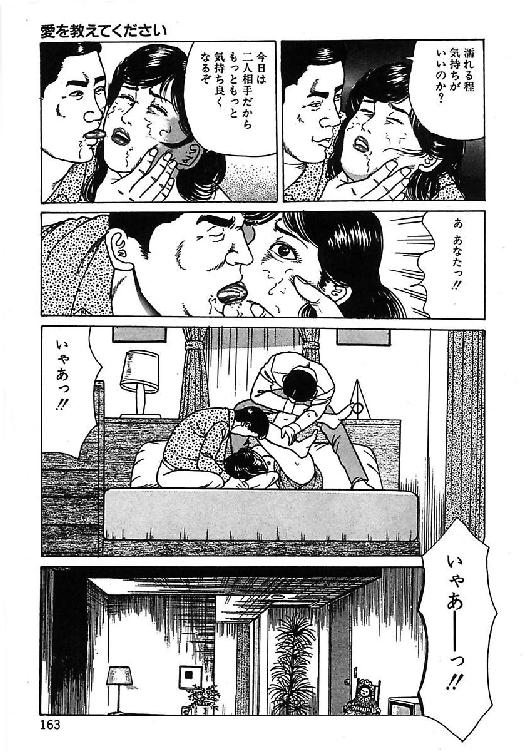 愛を教えてください
濡れる程
気持ちが
いいのか?
今日は
二人相手だから
もっともっと
気持ち良く
なるぞ
あ あなたっ!!
いやあっ!!
いやあーっ!!
163